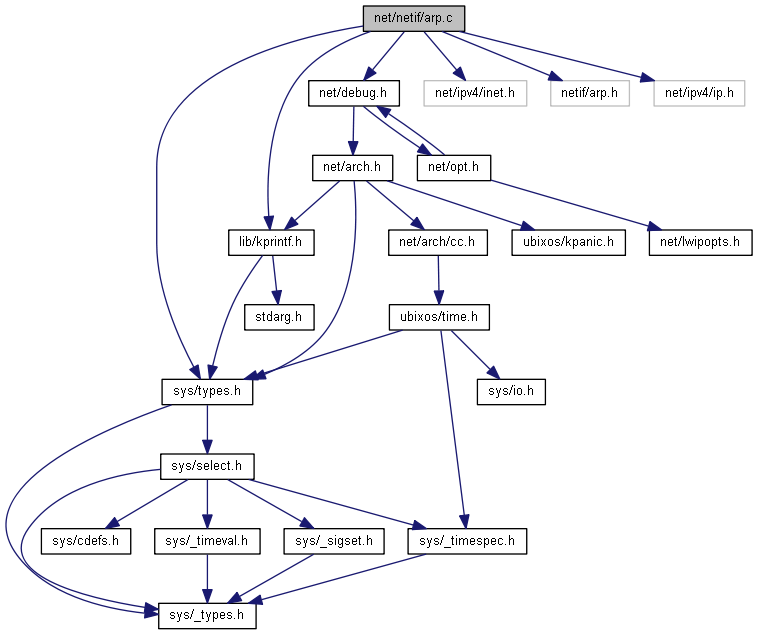 net/netif/arp.c
net/debug.h
net/ipv4/inet.h
netif/arp.h
net/ipv4/ip.h
net/arch.h
net/opt.h
lib/kprintf.h
net/arch/cc.h
ubixos/kpanic.h
net/lwipopts.h
stdarg.h
ubixos/time.h
sys/types.h
sys/io.h
sys/select.h
sys/cdefs.h
sys/_timeval.h
sys/_sigset.h
sys/_timespec.h
sys/_types.h